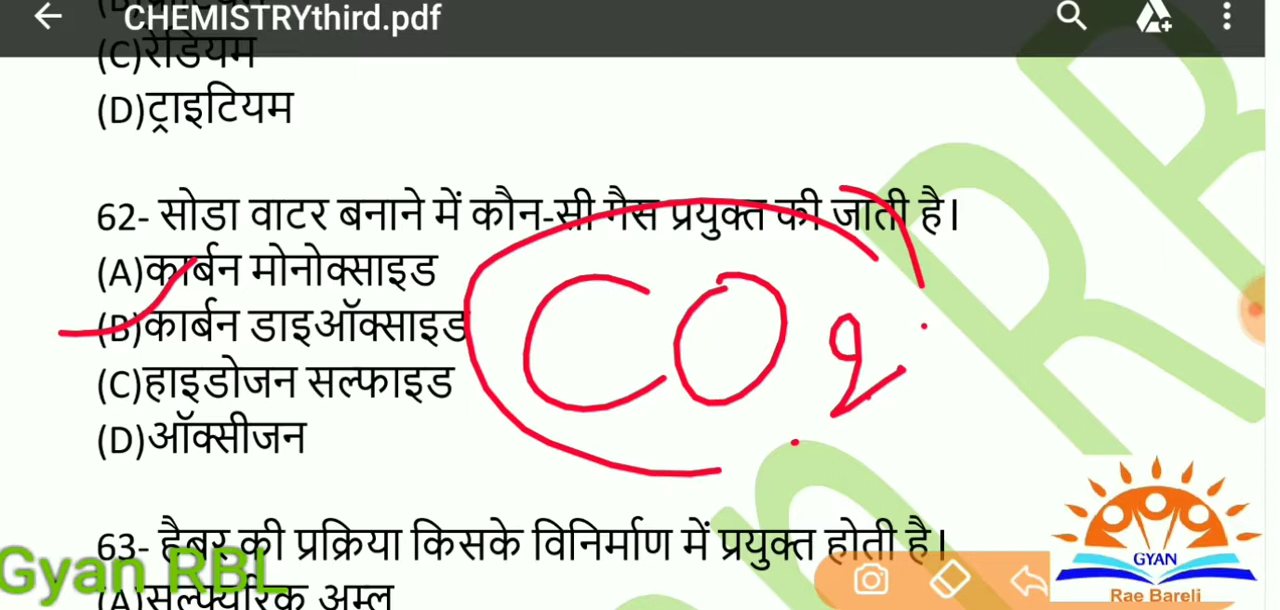 CHEMISTRYthird.pdf
(C)रेडियम
(D)ट्राइटियम
62- सोडा वाटर बनाने में कौन-सी गैस प्रयुक्त की जाती है।
(A)कार्बन मोनोक्साइड
(B)कार्बन डाइऑक्साइड
(C)हाइडोजन सल्फाइड
(D)ऑक्सीजन
CO2
63- हैबर की प्रक्रिया किसके विनिर्माण में प्रयुक्त होती है।
(A)सल्फ्यूरिक अम्ल
Gyan RBL
GYAN
Rae Bareli